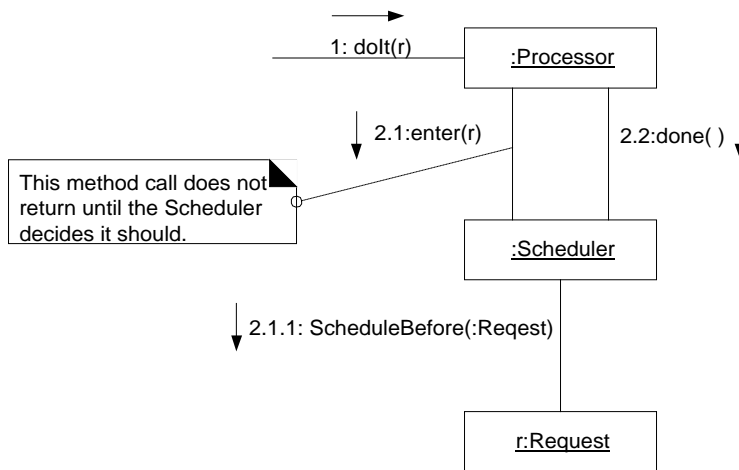 1: doIt(r)
:Processor
2.1:enter(r)
2.2:done( )
This method call does not
return until the Scheduler
decides it should.
:Scheduler
2.1.1: ScheduleBefore(:Reqest)
r:Request